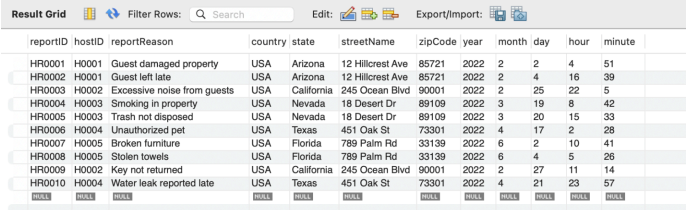 Result Grid Filter Rows: Search Edit: Export/Import:
reportID hostID reportReason country state streetName zipCode year month day hour minute
HR0001 H0001 Guest damaged property USA Arizona 12 Hillcrest Ave 85721 2022 2 2 4 51
HR0002 H0001 Guest left late USA Arizona 12 Hillcrest Ave 85721 2022 2 4 16 39
HR0003 H0002 Excessive noise from guests USA California 245 Ocean Blvd 90001 2022 2 25 22 5
HR0004 H0003 Smoking in property USA Nevada 18 Desert Dr 89109 2022 3 19 8 42
HR0005 H0003 Trash not disposed USA Nevada 18 Desert Dr 89109 2022 3 20 15 33
HR0006 H0004 Unauthorized pet USA Texas 451 Oak St 73301 2022 4 17 2 28
HR0007 H0005 Broken furniture USA Florida 789 Palm Rd 33139 2022 6 2 10 41
HR0008 H0005 Stolen towels USA Florida 789 Palm Rd 33139 2022 6 4 5 26
HR0009 H0002 Key not returned USA California 245 Ocean Blvd 90001 2022 2 27 11 14
HR0010 H0004 Water leak reported late USA Texas 451 Oak St 73301 2022 4 21 23 57
NULL NULL NULL NULL NULL NULL NULL NULL NULL NULL NULL NULL